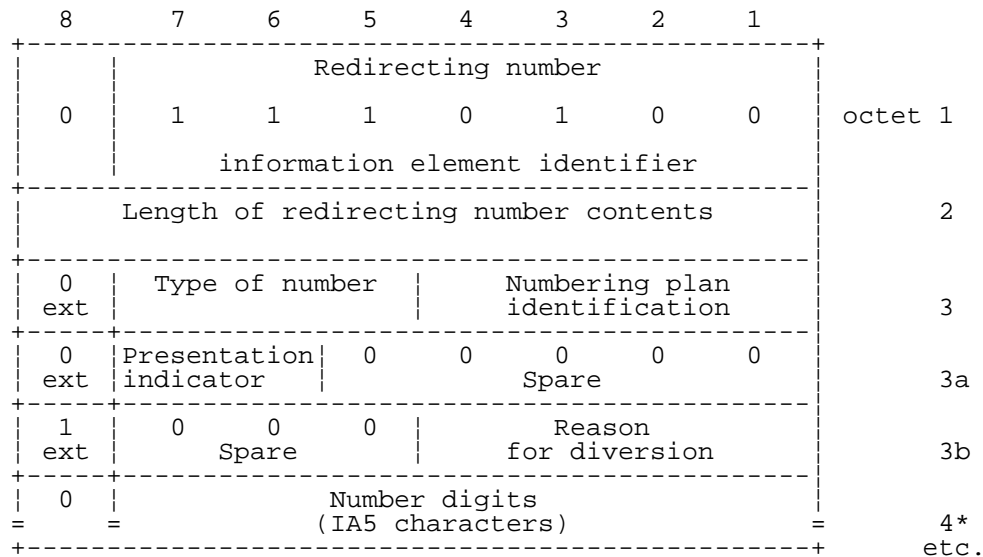 8 7 6 5 4 3 2 1
Redirecting number
0 1 1 1 0 1 0 0 octet 1
information element identifier
Length of redirecting number contents 2
0 Type of number Numbering plan
ext identification 3
0 Presentation 0 0 0 0 0
ext indicator Spare 3a
1 0 0 0 Reason
ext Spare for diversion 3b
0 Number digits
= = (IA5 characters) = 4*
etc.